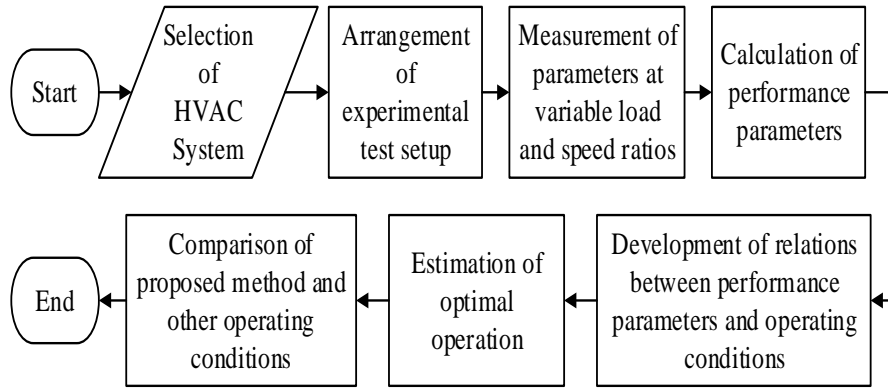 Start
Selection
of
HVAC
System
Arrangement
of
experimental
test setup
Measurement of
parameters at
variable load
and speed ratios
Calculation of
performance
parameters
Development of relations
between performance
parameters and operating
conditions
Estimation of
optimal
operation
Comparison of
proposed method and
other operating
conditions
End